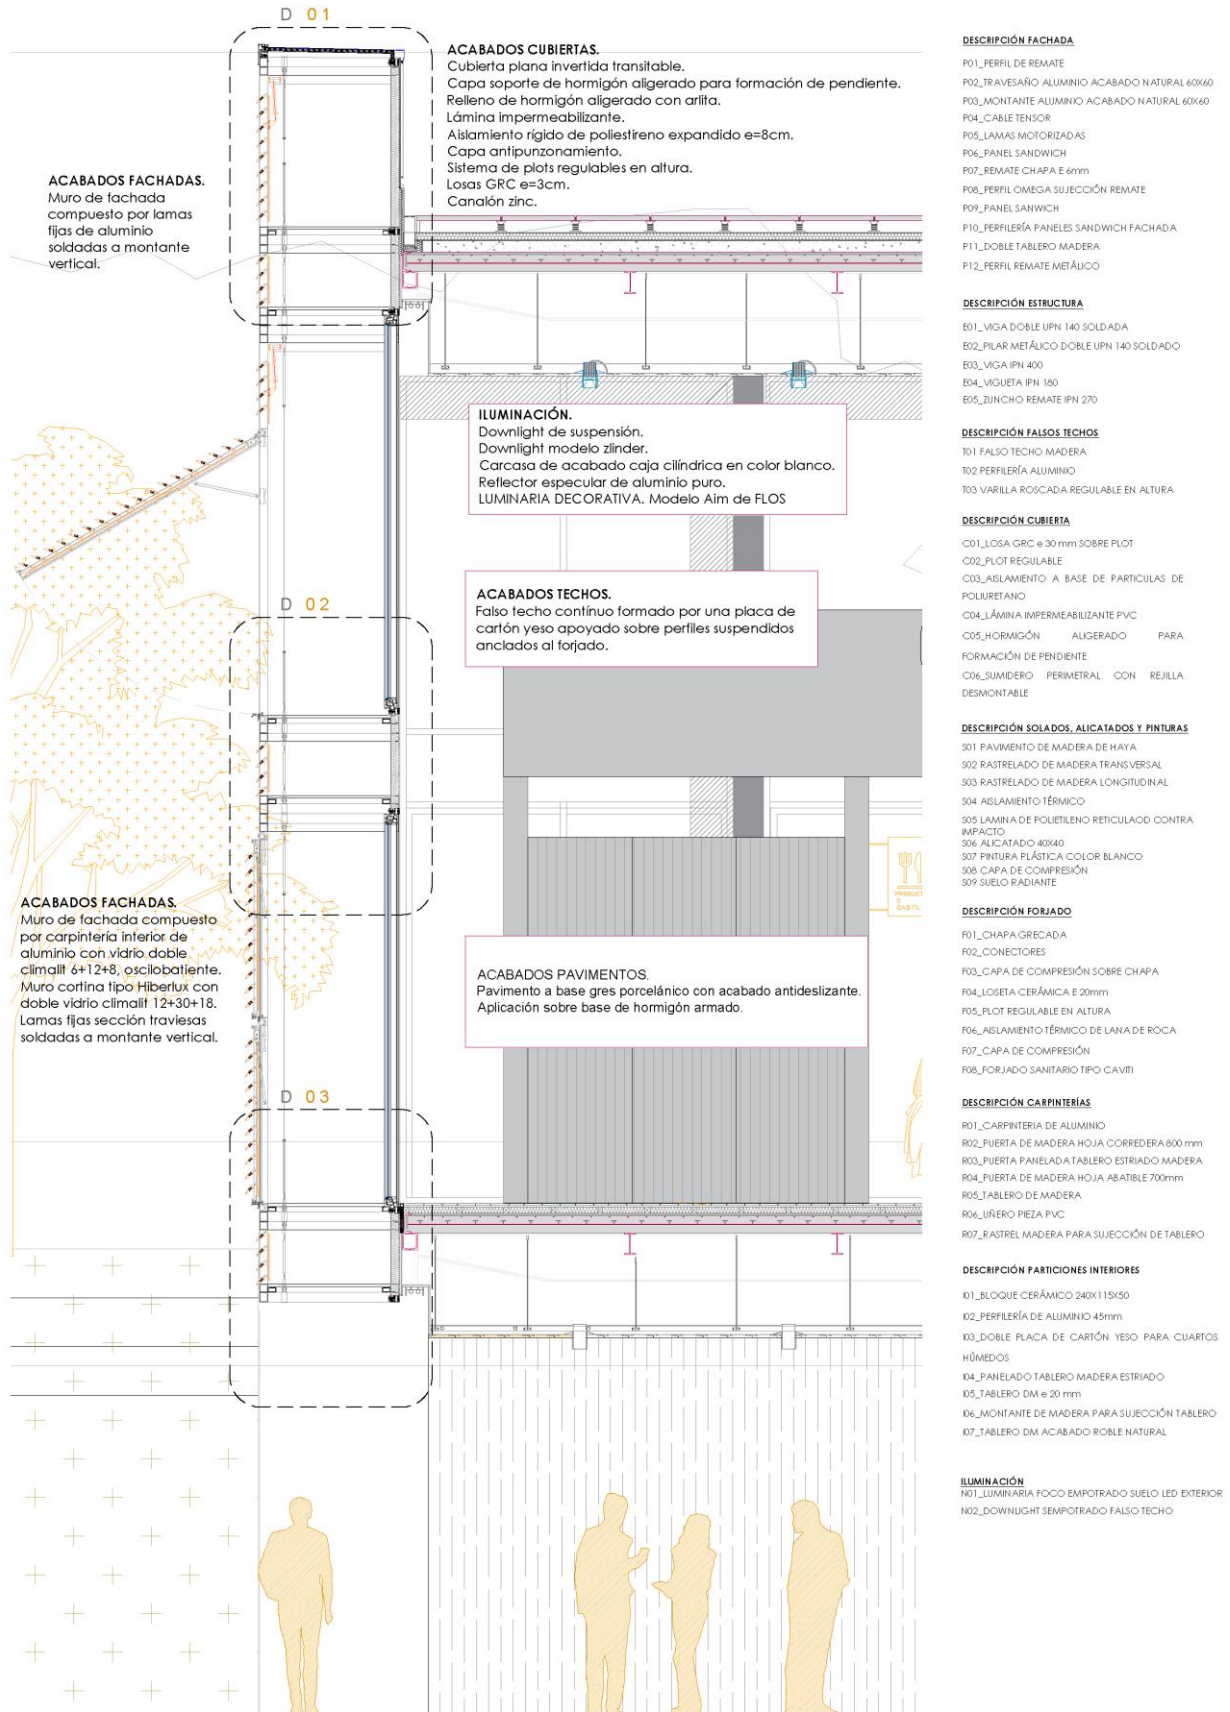 D 01
ACABADOS CUBIERTAS.
Cubierta plana invertida transitable.
Capa soporte de hormigón aligerado para formación de pendiente.
Relleno de hormigón aligerado con arlita.
Lámina impermeabilizante.
Aislamiento rígido de poliestireno expandido e=8cm.
Capa antipunzonamiento.
Sistema de plots regulables en altura.
Losas GRC e=3cm.
Canalón zinc.
ACABADOS FACHADAS.
Muro de fachada
compuesto por lamas
fijas de aluminio
soldadas a montante
vertical.
ILUMINACIÓN.
Downlight de suspensión.
Downlight modelo zlinder.
Carcasa de acabado caja cilíndrica en color blanco.
Reflector especular de aluminio puro.
LUMINARIA DECORATIVA. Modelo Aim de FLOS
ACABADOS TECHOS.
Falso techo contínuo formado por una placa de
cartón yeso apoyado sobre perfiles suspendidos
anclados al forjado.
D 02
ACABADOS FACHADAS.
Muro de fachada compuesto
por carpintería interior de
aluminio con vidrio doble
climalit 6+12+8, oscilobatiente.
Muro cortina tipo Hiberlux con
doble vidrio climalit 12+30+18.
Lamas fijas sección traviesas
soldadas a montante vertical.
PRODUCT
CASTIL
ACABADOS PAVIMENTOS.
Pavimento a base gres porcelánico con acabado antideslizante.
Aplicación sobre base de hormigón armado.
D 03
DESCRIPCIÓN FACHADA
P01_PERFIL DE REMATE
P02_TRAVESAÑO ALUMINIO ACABADO NATURAL 60X60
P03_MONTANTE ALUMINIO ACABADO NATURAL 60X60
P04_CABLE TENSOR
P05_LAMAS MOTORIZADAS
P06_PANEL SANDWICH
P07_REMATE CHAPA E 6mm
P08_PERFIL OMEGA SUJECCIÓN REMATE
P09_PANEL SANWICH
P10_PERFILERÍA PANELES SANDWICH FACHADA
P11_DOBLE TABLERO MADERA
P12_PERFIL REMATE METÁLICO
DESCRIPCIÓN ESTRUCTURA
E01_VIGA DOBLE UPN 140 SOLDADA
E02_PILAR METÁLICO DOBLE UPN 140 SOLDADO
E03_VIGA IPN 400
E04_VIGUETA IPN 180
E05_ZUNCHO REMATE IPN 270
DESCRIPCIÓN FALSOS TECHOS
T01 FALSO TECHO MADERA
T02 PERFILERÍA ALUMINIO
T03 VARILLA ROSCADA REGULABLE EN ALTURA
DESCRIPCIÓN CUBIERTA
C01_LOSA GRC e 30 mm SOBRE PLOT
C02_PLOT REGULABLE
C03_AISLAMIENTO A BASE DE PARTICULAS DE
POLIURETANO
C04_LÁMINA IMPERMEABILIZANTE PVC
C05_HORMIGÓN ALIGERADO PARA
FORMACIÓN DE PENDIENTE
C06_SUMIDERO PERIMETRAL CON REJILLA
DESMONTABLE
DESCRIPCIÓN SOLADOS, ALICATADOS Y PINTURAS
S01 PAVIMENTO DE MADERA DE HAYA
S02 RASTRELADO DE MADERA TRANSVERSAL
S03 RASTRELADO DE MADERA LONGITUDINAL
S04 AISLAMIENTO TÉRMICO
S05 LAMINA DE POLIETILENO RETICULAOD CONTRA
IMPACTO
S06 ALICATADO 40X40
S07 PINTURA PLÁSTICA COLOR BLANCO
S08 CAPA DE COMPRESIÓN
S09 SUELO RADIANTE
DESCRIPCIÓN FORJADO
F01_CHAPA GRECADA
F02_CONECTORES
F03_CAPA DE COMPRESIÓN SOBRE CHAPA
F04_LOSETA CERÁMICA E 20mm
F05_PLOT REGULABLE EN ALTURA
F06_AISLAMIENTO TÉRMICO DE LANA DE ROCA
F07_CAPA DE COMPRESIÓN
F08_FORJADO SANITARIO TIPO CAVITI
DESCRIPCIÓN CARPINTERÍAS
R01_CARPINTERIA DE ALUMINIO
R02_PUERTA DE MADERA HOJA CORREDERA 800 mm
R03_PUERTA PANELADA TABLERO ESTRIADO MADERA
R04_PUERTA DE MADERA HOJA ABATIBLE 700mm
R05_TABLERO DE MADERA
R06_UÑERO PIEZA PVC
R07_RASTREL MADERA PARA SUJECCIÓN DE TABLERO
DESCRIPCIÓN PARTICIONES INTERIORES
I01_BLOQUE CERÁMICO 240X115X50
I02_PERFILERÍA DE ALUMINIO 45mm
I03_DOBLE PLACA DE CARTÓN YESO PARA CUARTOS
HÚMEDOS
I04_PANELADO TABLERO MADERA ESTRIADO
I05_TABLERO DM e 20 mm
I06_MONTANTE DE MADERA PARA SUJECCIÓN TABLERO
I07_TABLERO DM ACABADO ROBLE NATURAL
ILUMINACIÓN
N01_LUMINARIA FOCO EMPOTRADO SUELO LED EXTERIOR
N02_DOWNLIGHT SEMPOTRADO FALSO TECHO